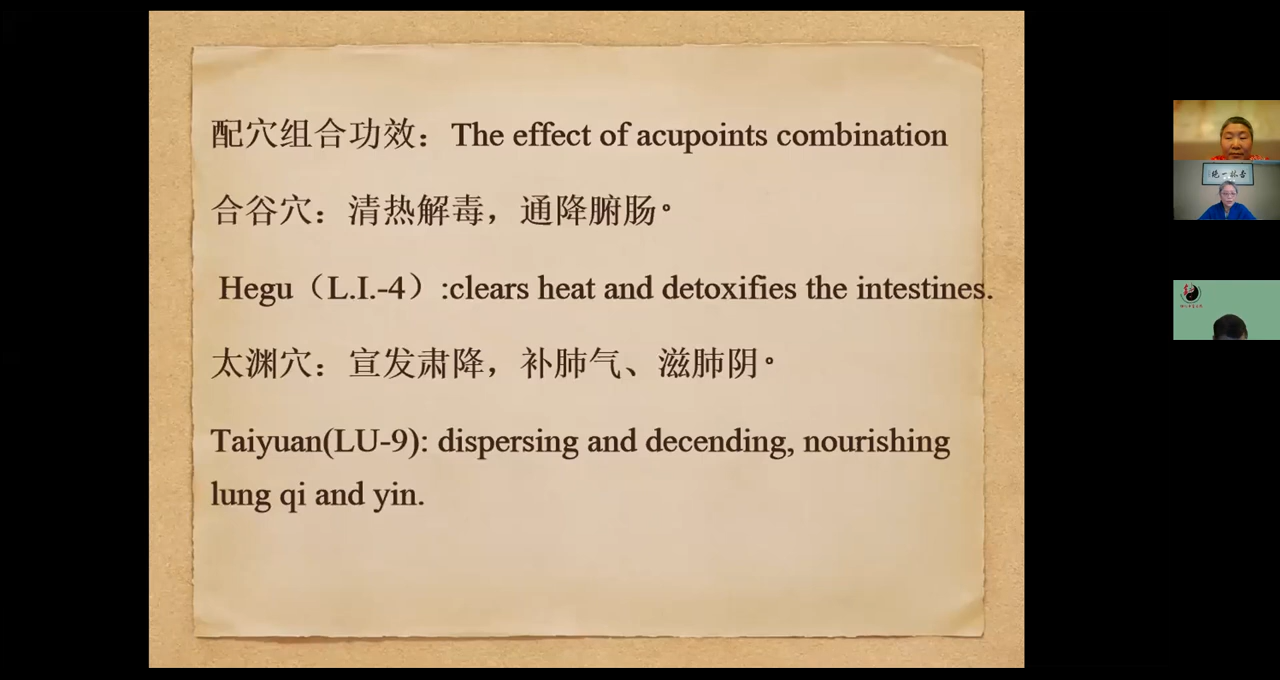 配穴组合功效：The effect of acupoints combination
合谷穴：清热解毒，通降腑肠。
Hegu（L.I.-4）:clears heat and detoxifies the intestines.
太渊穴：宣发肃降，补肺气、滋肺阴。
Taiyuan(LU-9): dispersing and decending, nourishing
lung qi and yin.